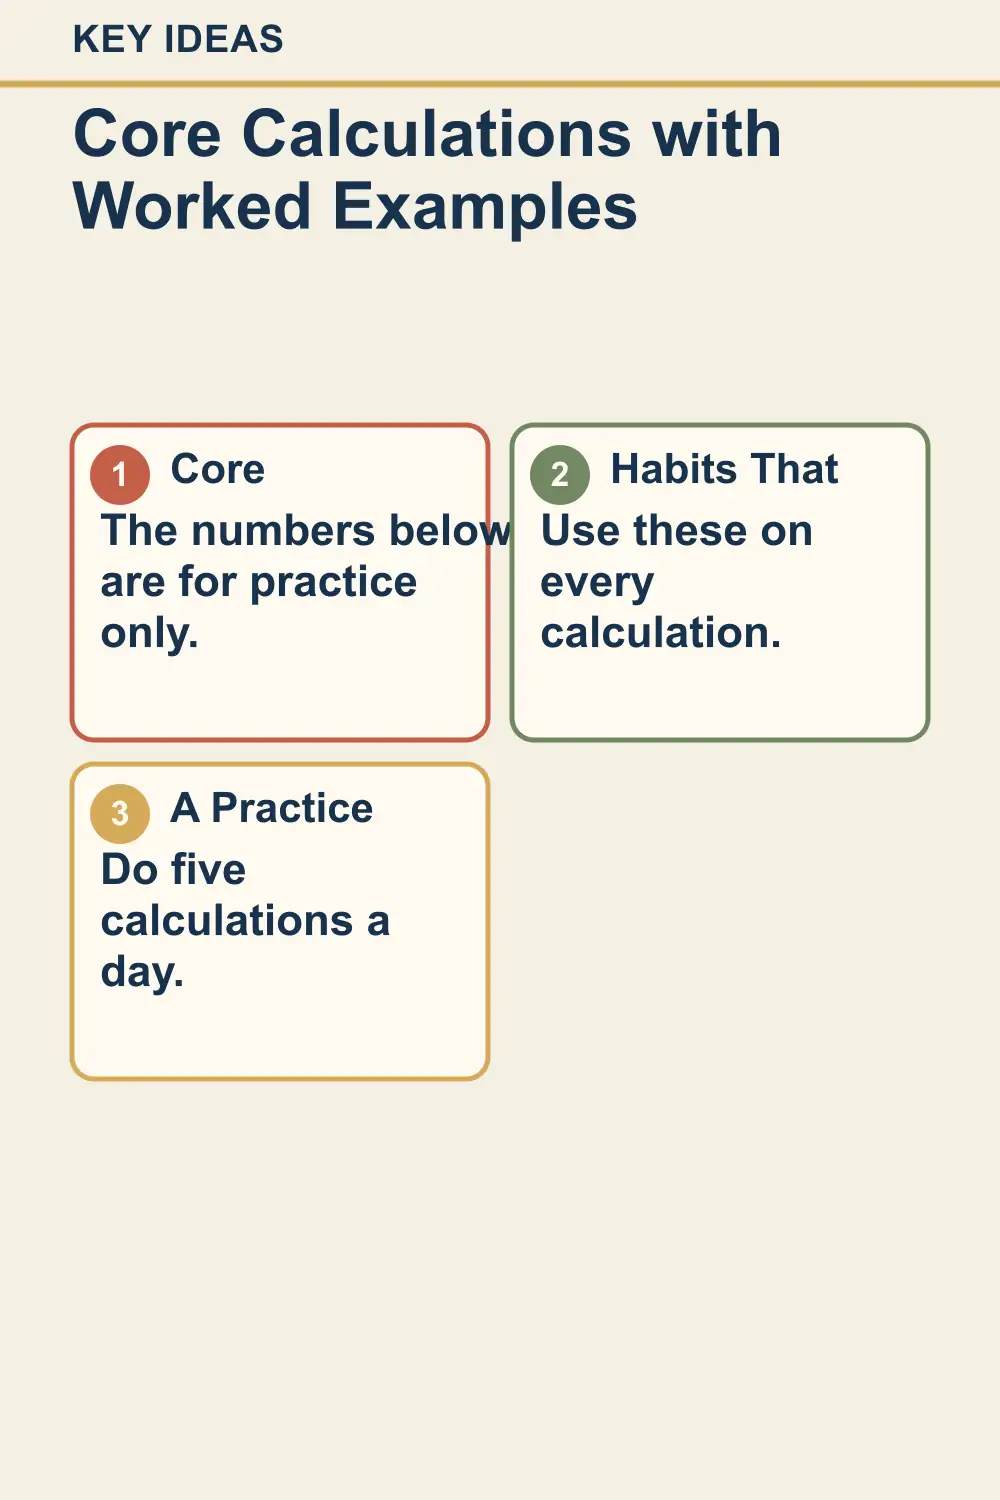 KEY IDEAS
Core Calculations with
Worked Examples
1 Core
The numbers below
are for practice
only.
2 Habits That
Use these on
every
calculation.
3 A Practice
Do five
calculations a
day.